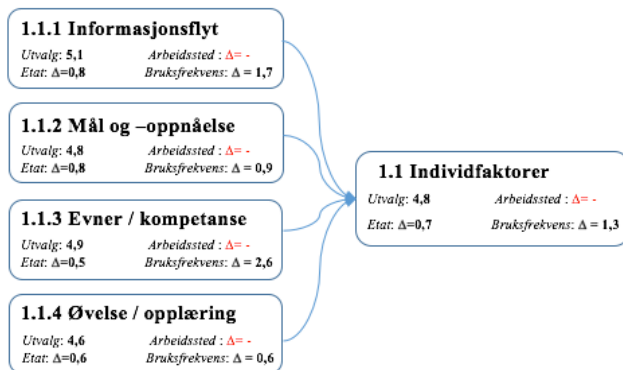 1.1.1 Informasjonsflyt
Utvalg: 5,1 Arbeidssted : Δ= -
Etat: Δ=0,8 Bruksfrekvens: Δ = 1,7
1.1.2 Mål og –oppnåelse
Utvalg: 4,8 Arbeidssted : Δ= -
Etat: Δ=0,8 Bruksfrekvens: Δ = 0,9
1.1.3 Evner / kompetanse
Utvalg: 4,9 Arbeidssted : Δ= -
Etat: Δ=0,5 Bruksfrekvens: Δ = 2,6
1.1.4 Øvelse / opplæring
Utvalg: 4,6 Arbeidssted : Δ= -
Etat: Δ=0,6 Bruksfrekvens: Δ = 0,6
1.1 Individfaktorer
Utvalg: 4,8 Arbeidssted : Δ= -
Etat: Δ=0,7 Bruksfrekvens: Δ = 1,3